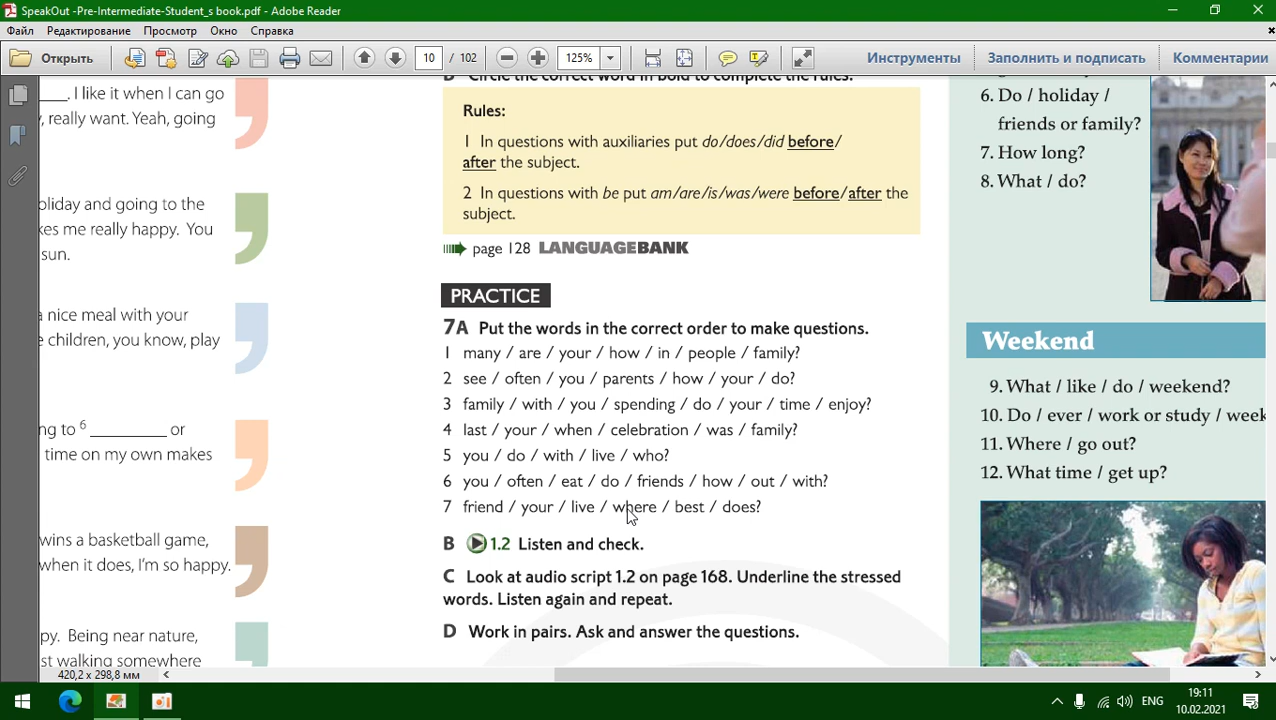 SpeakOut -Pre-Intermediate-Student_s book.pdf - Adobe Reader
Файл Редактирование Просмотр Окно Справка
Открыть 10 / 102 125% Инструменты Заполнить и подписать Комментарии
. I like it when I can go
, really want. Yeah, going
oliday and going to the
kes me really happy. You
sun.
a nice meal with your
e children, you know, play
ng to 6 __________ or
time on my own makes
wins a basketball game,
when it does, I'm so happy.
py. Being near nature,
st walking somewhere
Circle the correct word in bold to complete the rules.
Rules:
1 In questions with auxiliaries put do/does/did before/
after the subject.
2 In questions with be put am/are/is/was/were before/after the
subject.
page 128 LANGUAGEBANK
PRACTICE
7A Put the words in the correct order to make questions.
1 many / are / your / how / in / people / family?
2 see / often / you / parents / how / your / do?
3 family / with / you / spending / do / your / time / enjoy?
4 last / your / when / celebration / was / family?
5 you / do / with / live / who?
6 you / often / eat / do / friends / how / out / with?
7 friend / your / live / where / best / does?
B 1.2 Listen and check.
C Look at audio script 1.2 on page 168. Underline the stressed
words. Listen again and repeat.
D Work in pairs. Ask and answer the questions.
6. Do / holiday /
friends or family?
7. How long?
8. What / do?
Weekend
9. What / like / do / weekend?
10. Do / ever / work or study / week
11. Where / go out?
12. What time / get up?
420,2 x 298,8 мм
ENG
19:11
10.02.2021